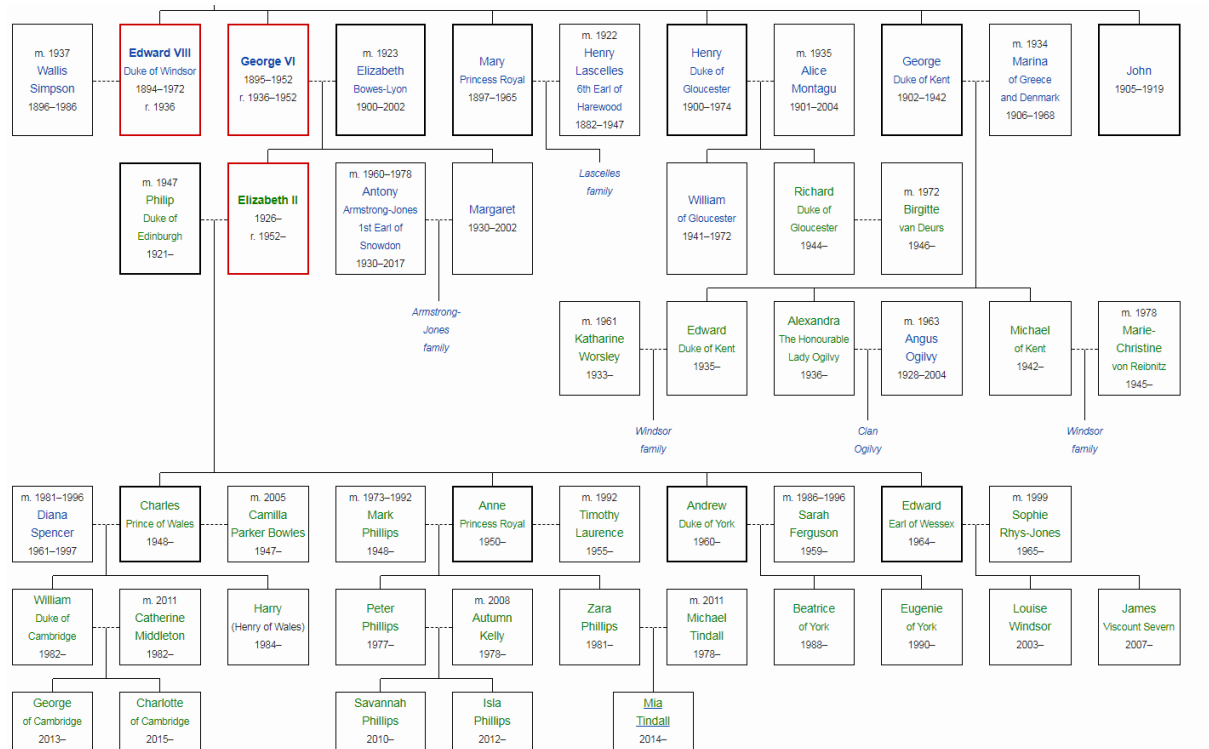 m. 1937
Wallis
Simpson
1896–1986
Edward VIII
Duke of Windsor
1894–1972
r. 1936
George VI
1895–1952
r. 1936–1952
m. 1923
Elizabeth
Bowes-Lyon
1900–2002
Mary
Princess Royal
1897–1965
m. 1922
Henry
Lascelles
6th Earl of
Harewood
1882–1947
Henry
Duke of
Gloucester
1900–1974
m. 1935
Alice
Montagu
1901–2004
George
Duke of Kent
1902–1942
m. 1934
Marina
of Greece
and Denmark
1906–1968
John
1905–1919
m. 1947
Philip
Duke of
Edinburgh
1921–
Elizabeth II
1926–
r. 1952–
m. 1960–1978
Antony
Armstrong-Jones
1st Earl of
Snowdon
1930–2017
Margaret
1930–2002
Lascelles
family
William
of Gloucester
1941–1972
Richard
Duke of
Gloucester
1944–
m. 1972
Birgitte
van Deurs
1946–
Armstrong-
Jones
family
m. 1961
Katharine
Worsley
1933–
Edward
Duke of Kent
1935–
Alexandra
The Honourable
Lady Ogilvy
1936–
m. 1963
Angus
Ogilvy
1928–2004
Michael
of Kent
1942–
m. 1978
Marie-
Christine
von Reibnitz
1945–
Windsor
family
Clan
Ogilvy
Windsor
family
m. 1981–1996
Diana
Spencer
1961–1997
Charles
Prince of Wales
1948–
m. 2005
Camilla
Parker Bowles
1947–
m. 1973–1992
Mark
Phillips
1948–
Anne
Princess Royal
1950–
m. 1992
Timothy
Laurence
1955–
Andrew
Duke of York
1960–
m. 1986–1996
Sarah
Ferguson
1959–
Edward
Earl of Wessex
1964–
m. 1999
Sophie
Rhys-Jones
1965–
William
Duke of
Cambridge
1982–
m. 2011
Catherine
Middleton
1982–
Harry
(Henry of Wales)
1984–
Peter
Phillips
1977–
m. 2008
Autumn
Kelly
1978–
Zara
Phillips
1981–
m. 2011
Michael
Tindall
1978–
Beatrice
of York
1988–
Eugenie
of York
1990–
Louise
Windsor
2003–
James
Viscount Severn
2007–
George
of Cambridge
2013–
Charlotte
of Cambridge
2015–
Savannah
Phillips
2010–
Isla
Phillips
2012–
Mia
Tindall
2014–